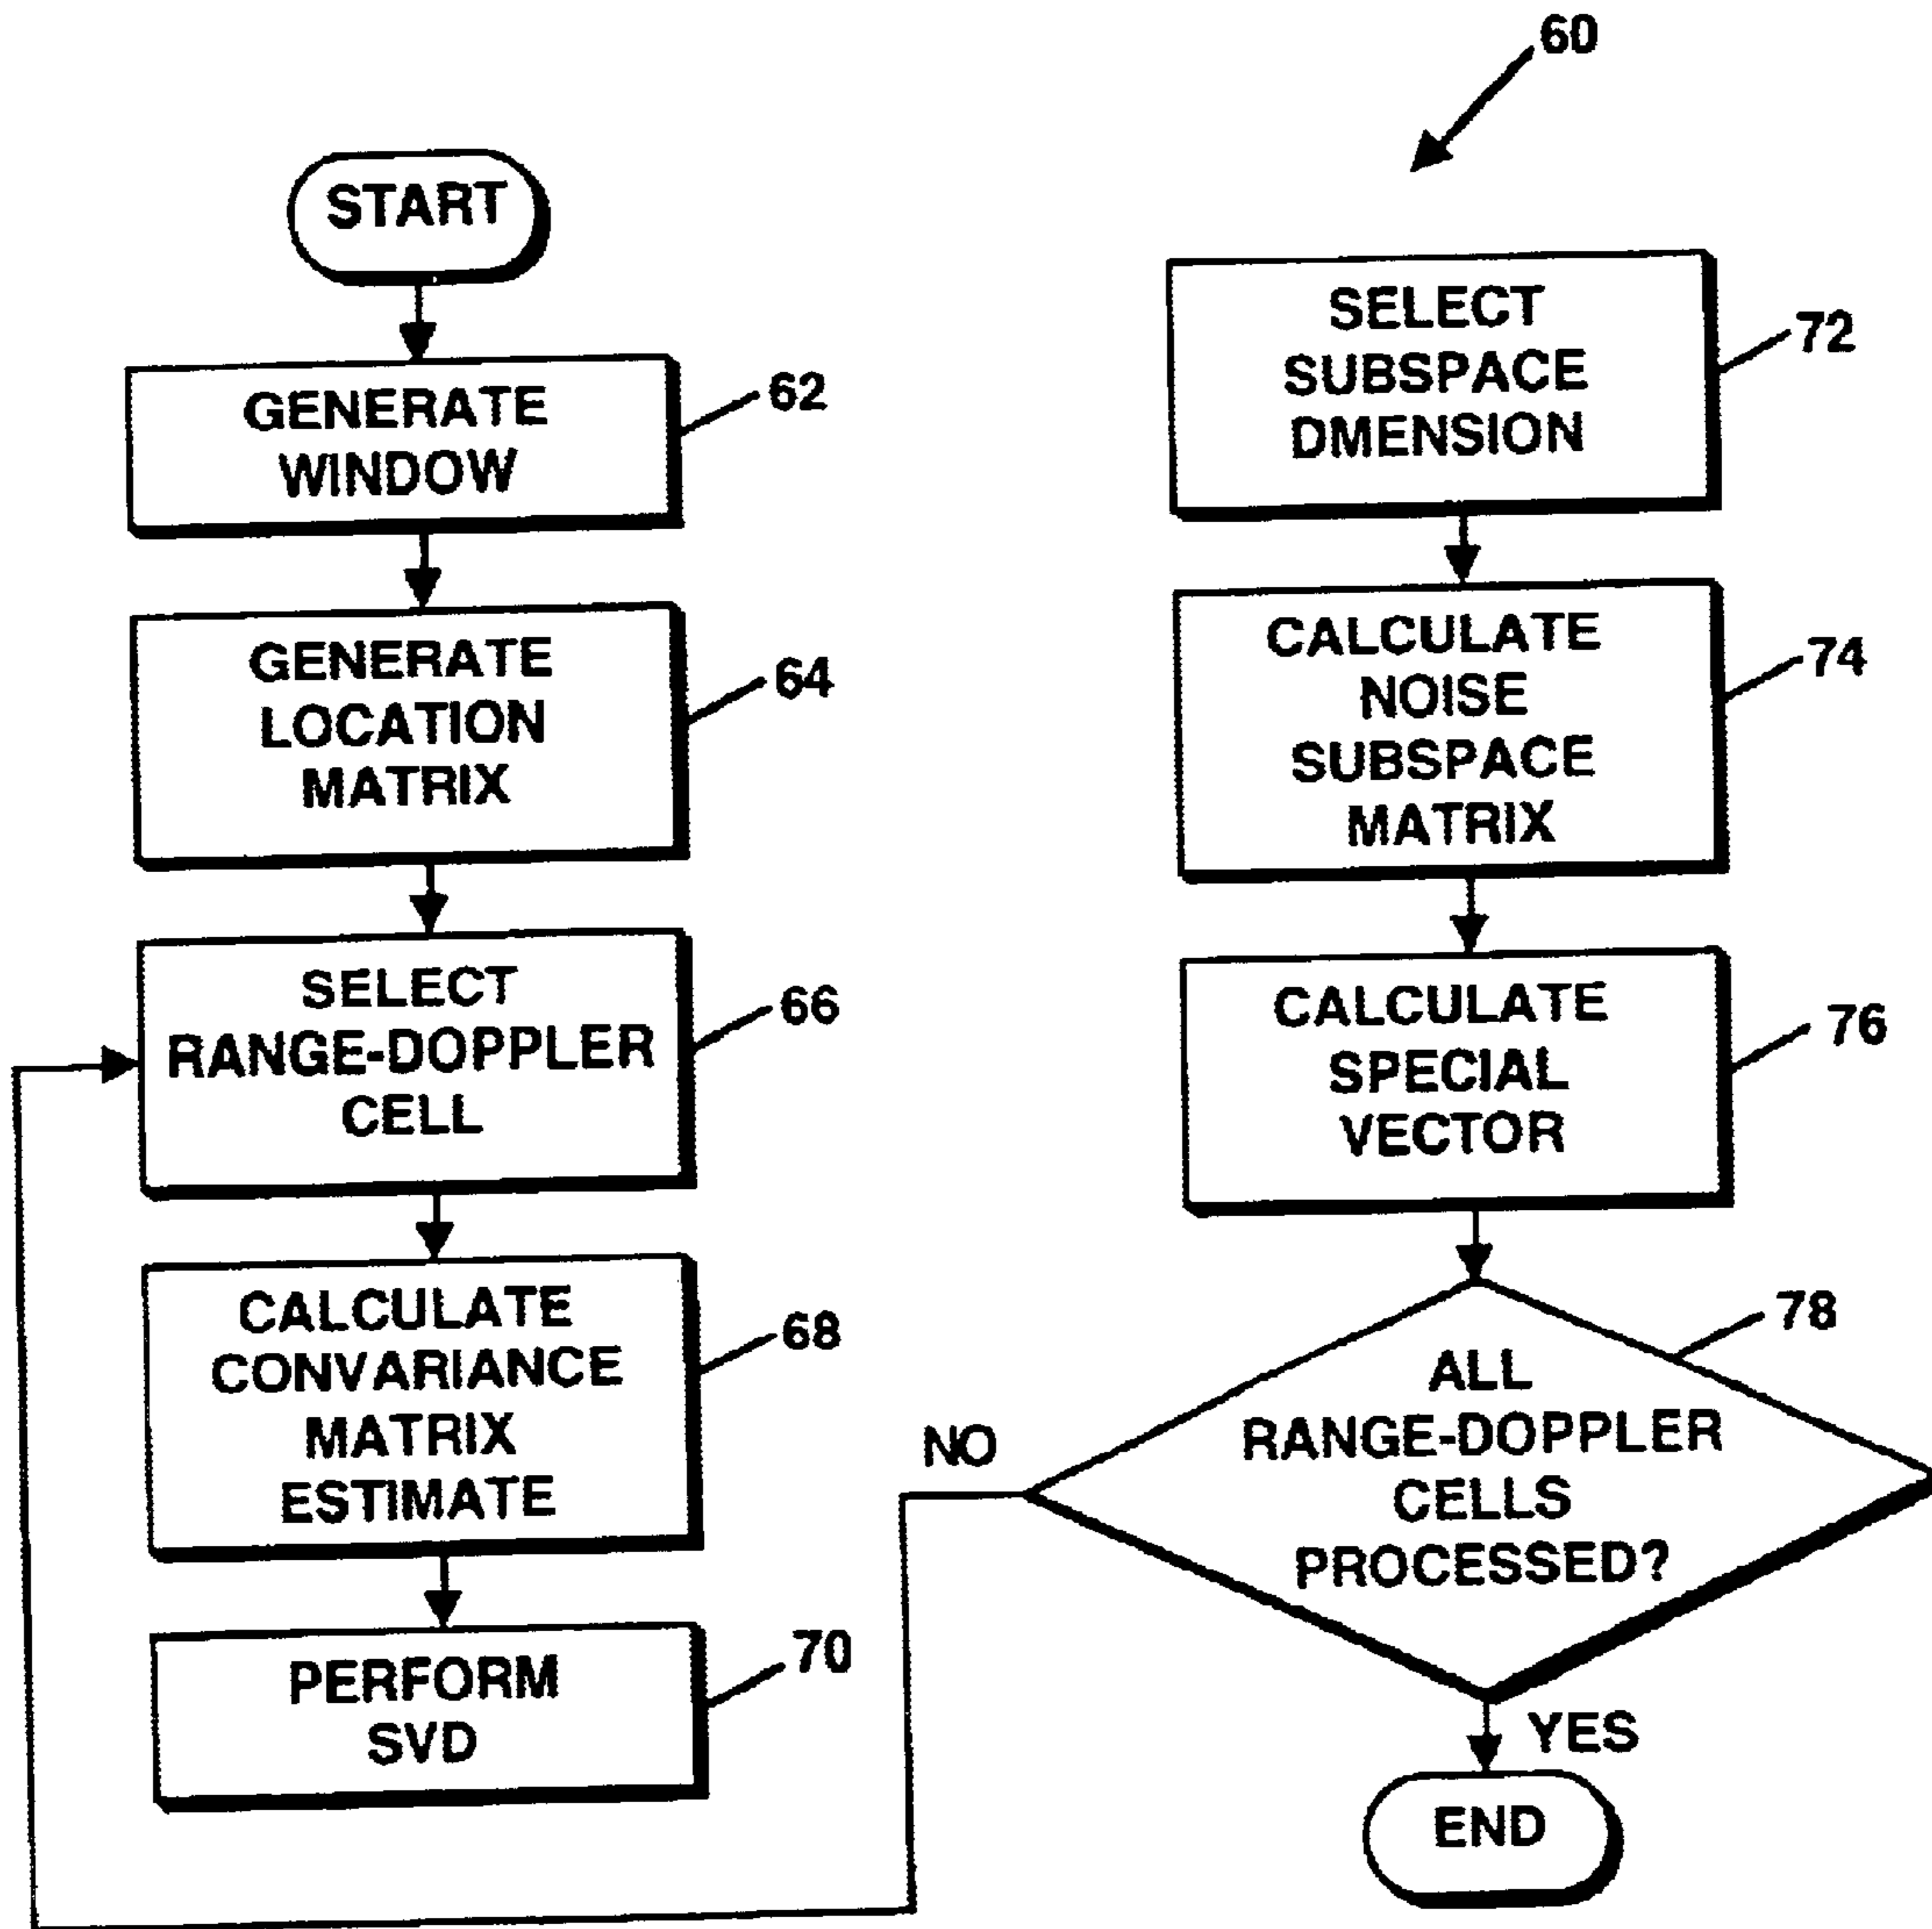 60
START
GENERATE
WINDOW
62
GENERATE
LOCATION
MATRIX
64
SELECT
RANGE-DOPPLER
CELL
66
CALCULATE
CONVARIANCE
MATRIX
ESTIMATE
68
PERFORM
SVD
70
SELECT
SUBSPACE
DMENSION
72
CALCULATE
NOISE
SUBSPACE
MATRIX
74
CALCULATE
SPECIAL
VECTOR
76
ALL
RANGE-DOPPLER
CELLS
PROCESSED?
78
NO
YES
END